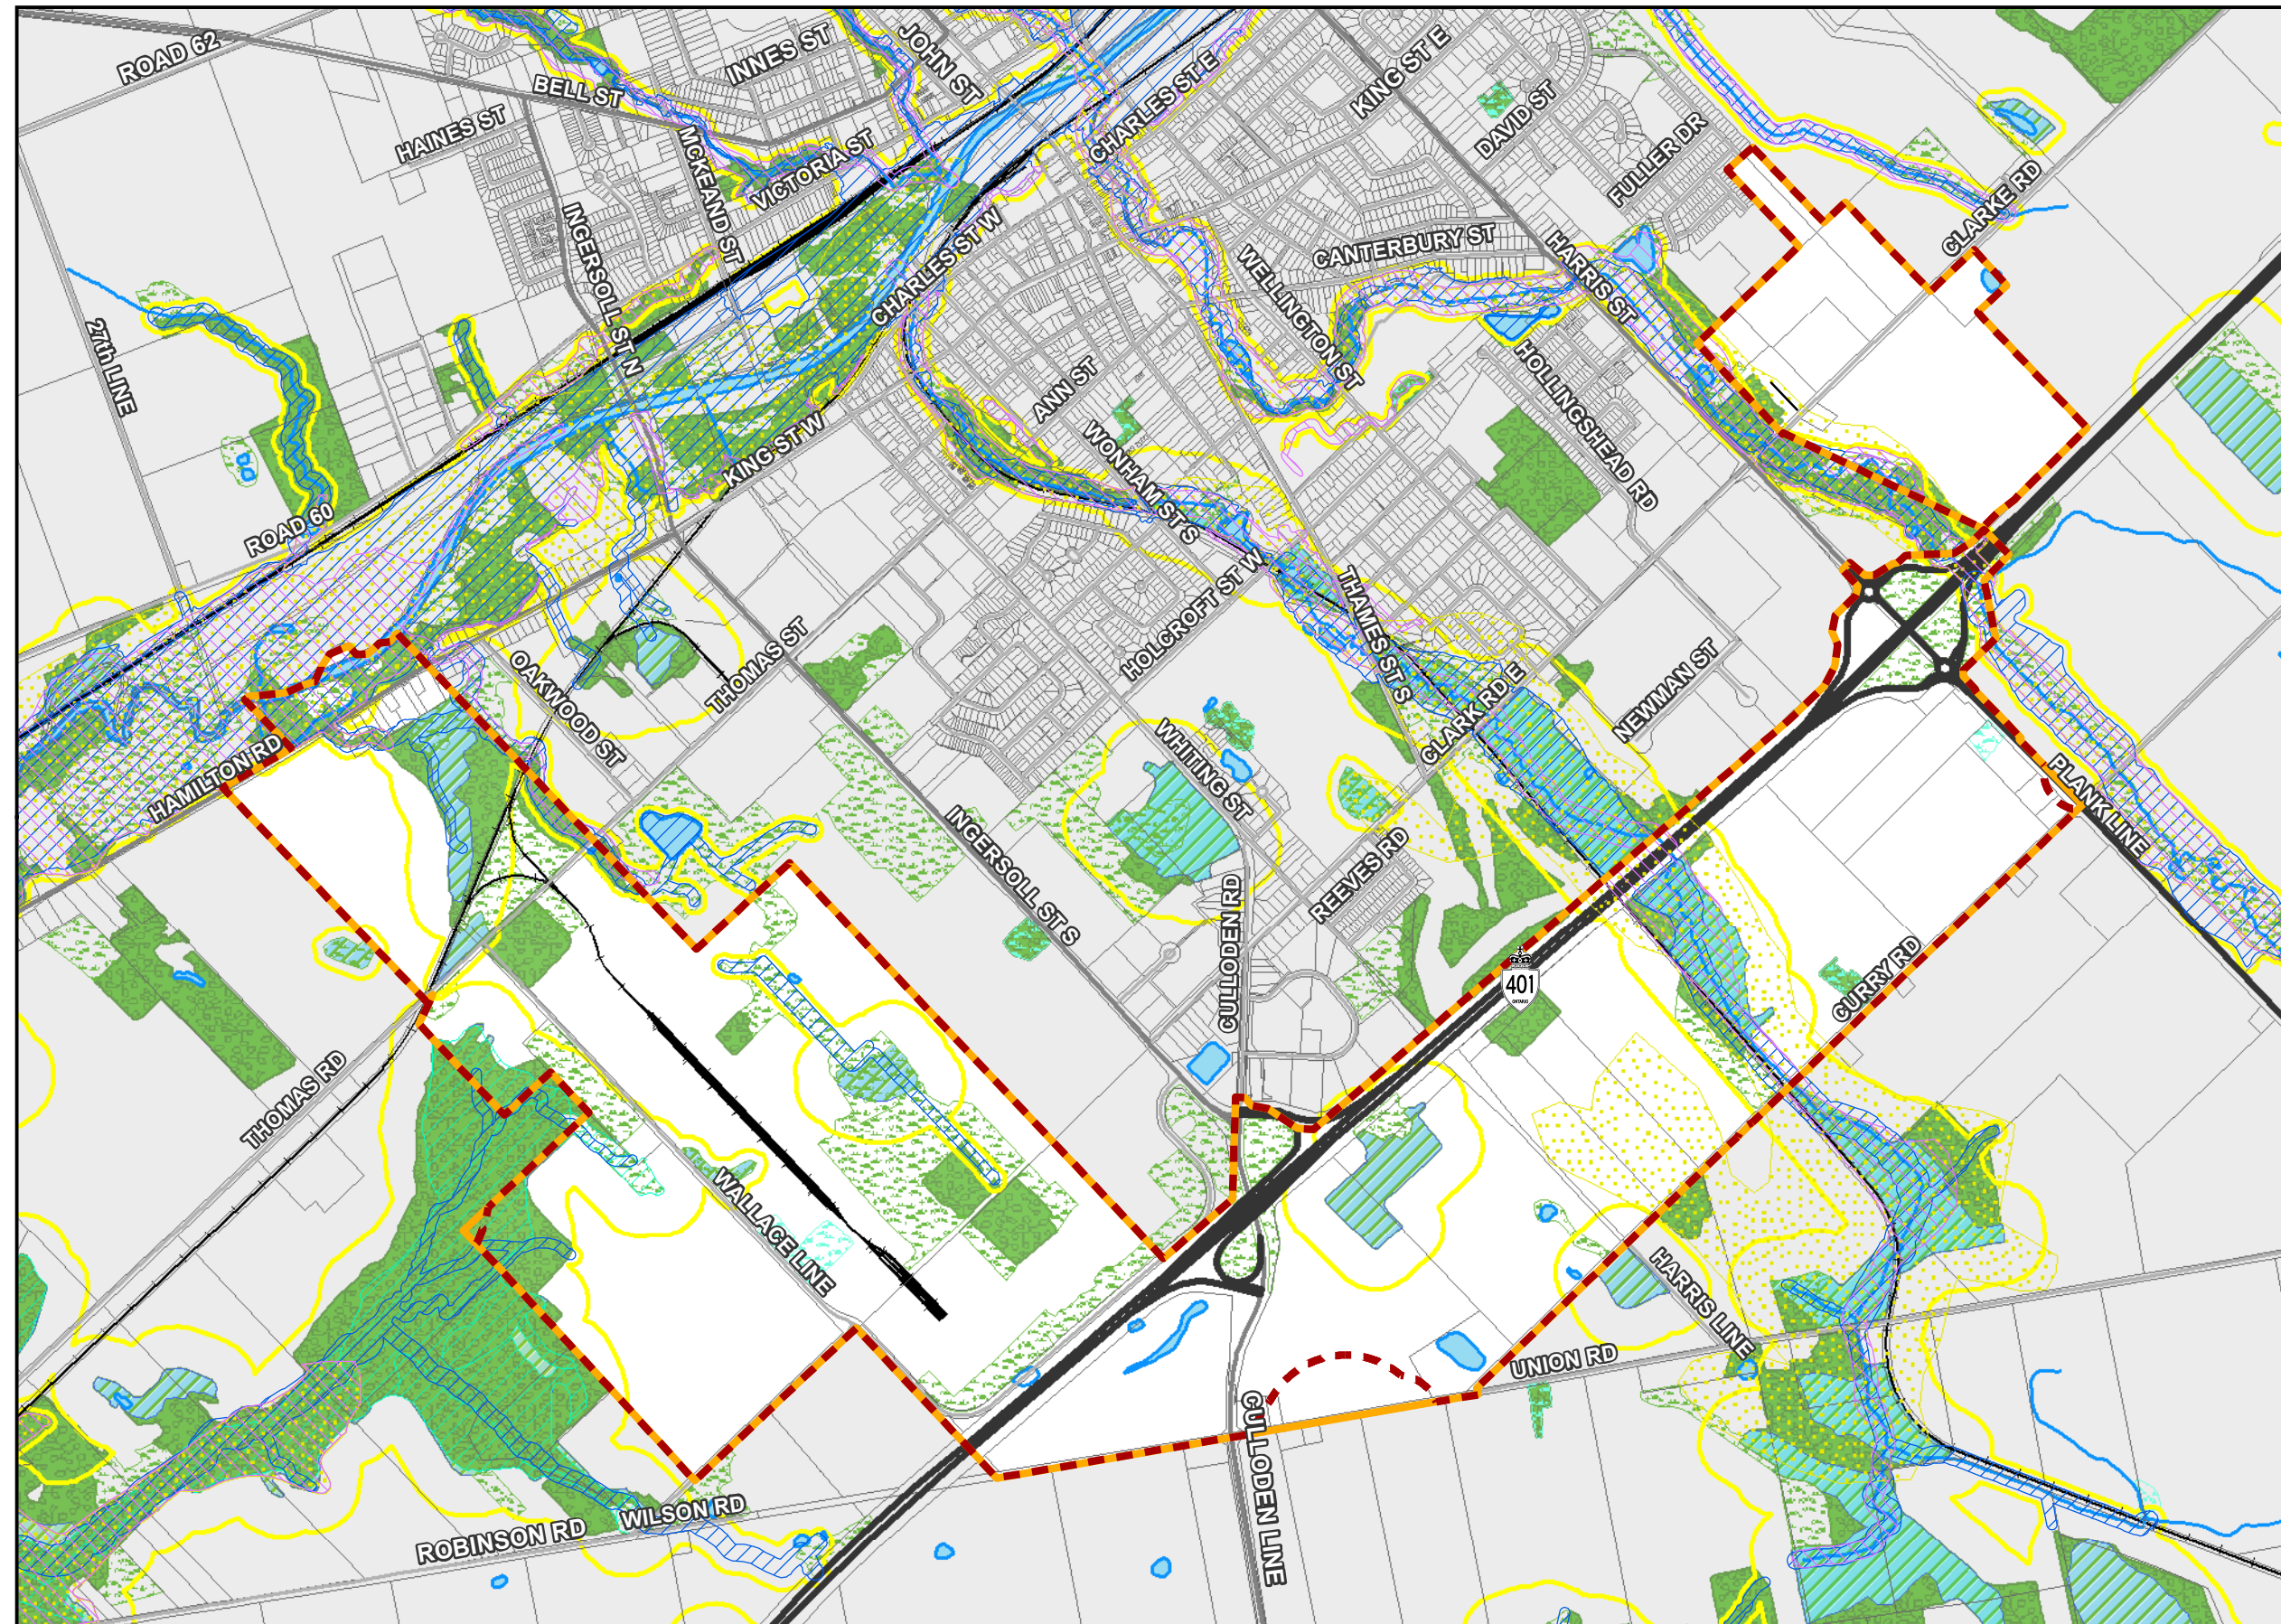 ROAD 62
INNES ST
JOHN ST
BELL ST
HAINES ST
MCKEAND ST
VICTORIA ST
CHARLES ST E
KING ST E
DAVID ST
FULLER DR
CLARKE RD
INGERSOLL ST N
CHARLES ST W
WELLINGTON ST
CANTERBURY ST
HARRIS ST
27th LINE
ANN ST
HOLLINGSHEAD RD
KING ST W
WONHAM ST S
ROAD 60
HOLCROFT ST W
THAMES ST S
OAKWOOD ST
THOMAS ST
NEWMAN ST
CLARK RD E
WHITING ST
HAMILTON RD
PLANK LINE
INGERSOLL ST S
REEVES RD
CULLODEN RD
401
ONTARIO
CURRY RD
THOMAS RD
WALLACE LINE
HARRIS LINE
UNION RD
CULLODEN LINE
WILSON RD
ROBINSON RD